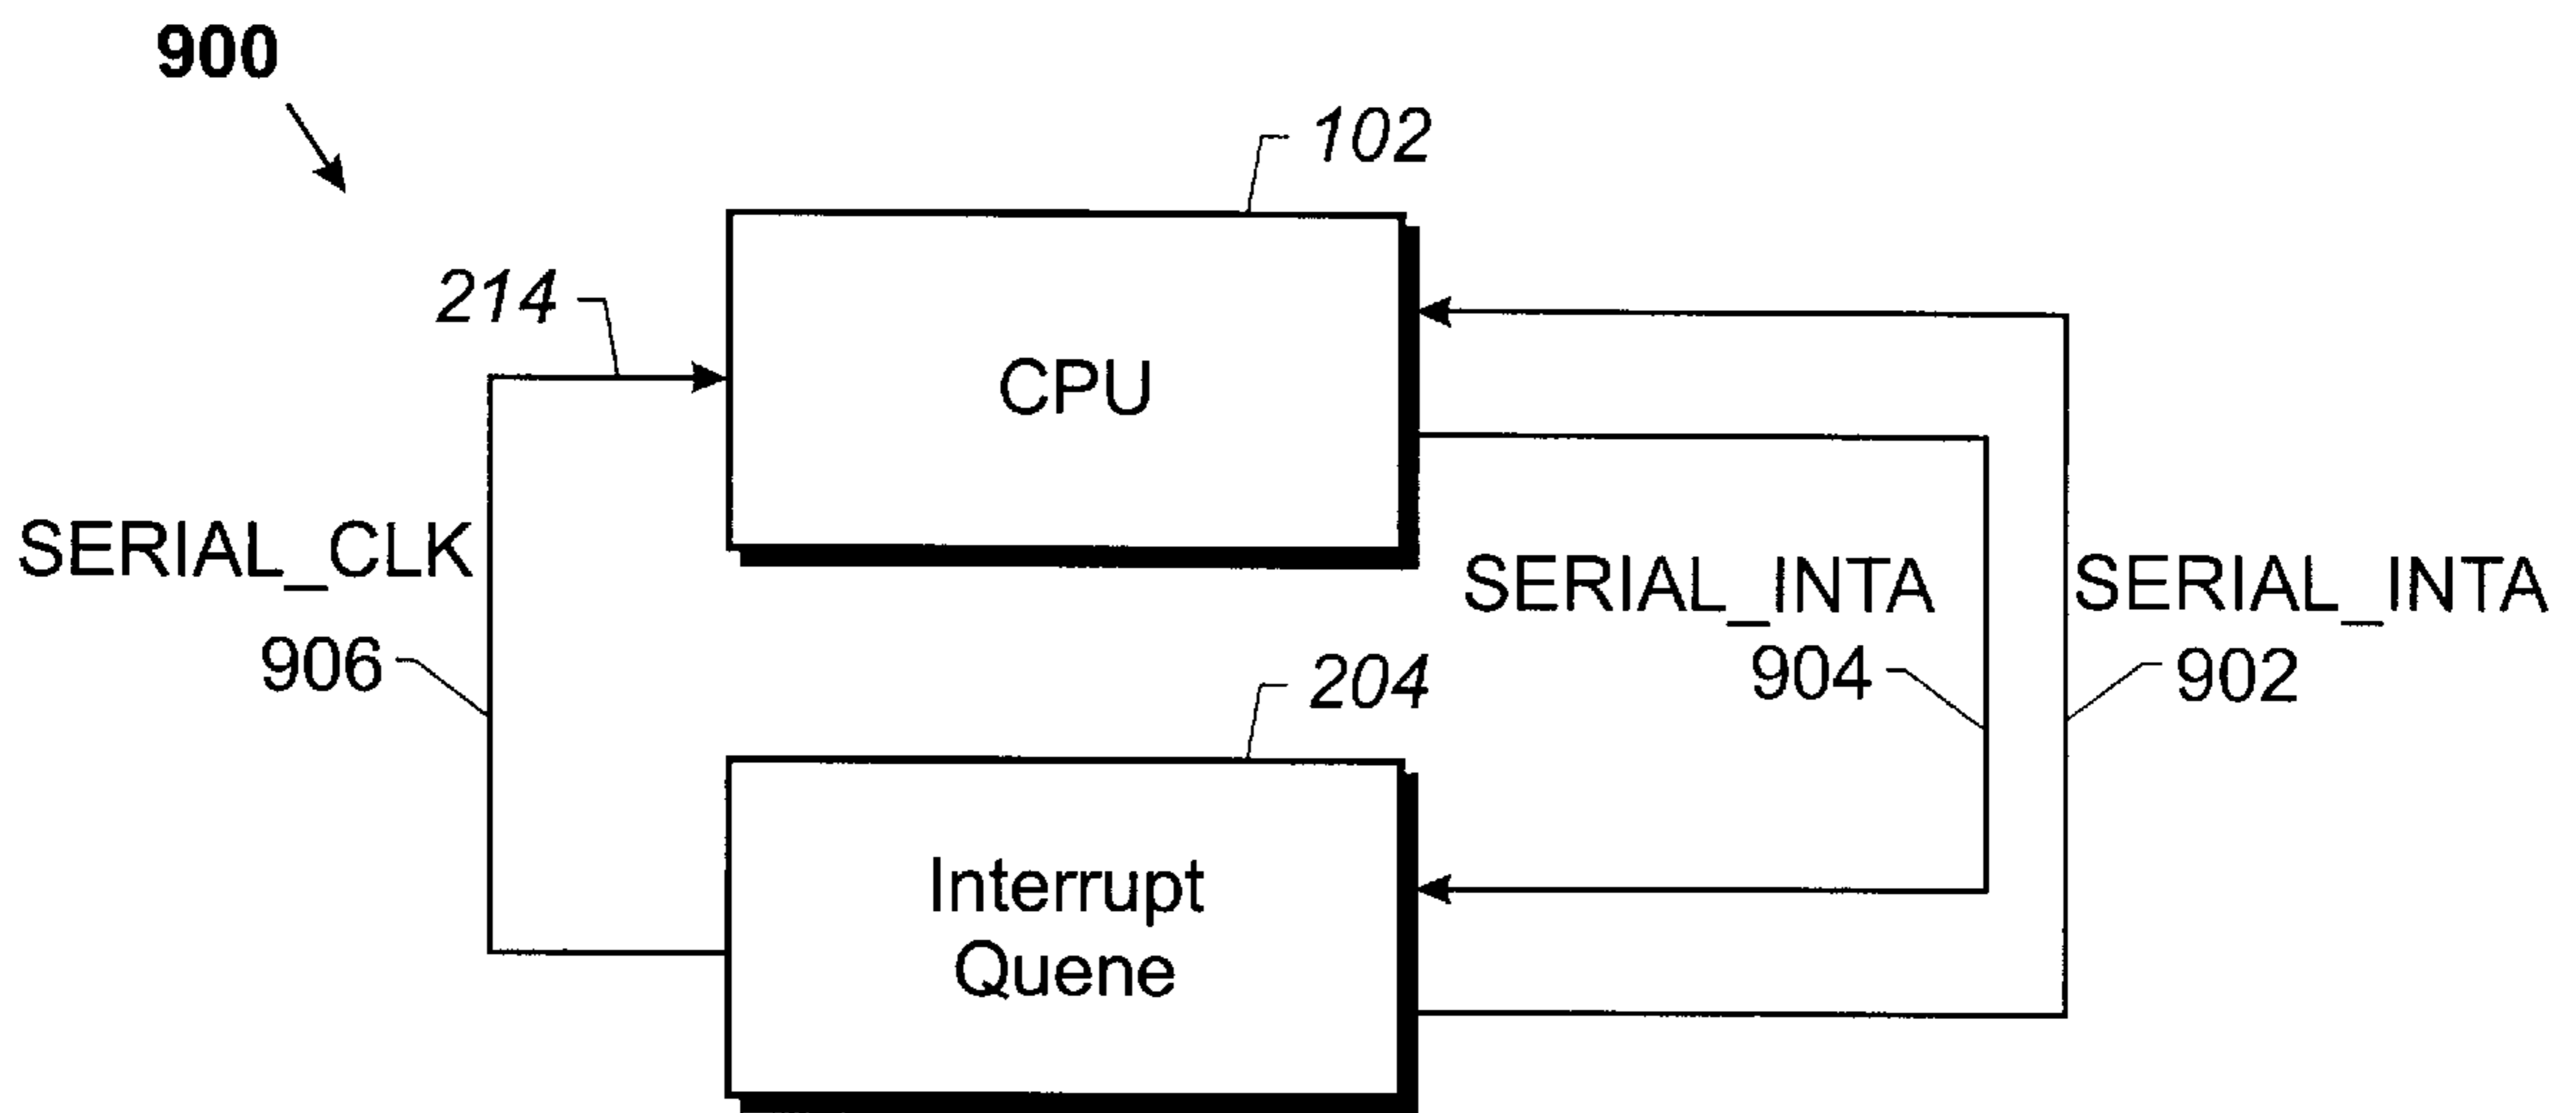 900
102
214
CPU
SERIAL_CLK
906
SERIAL_INTA
904
SERIAL_INTA
902
204
Interrupt
Quene